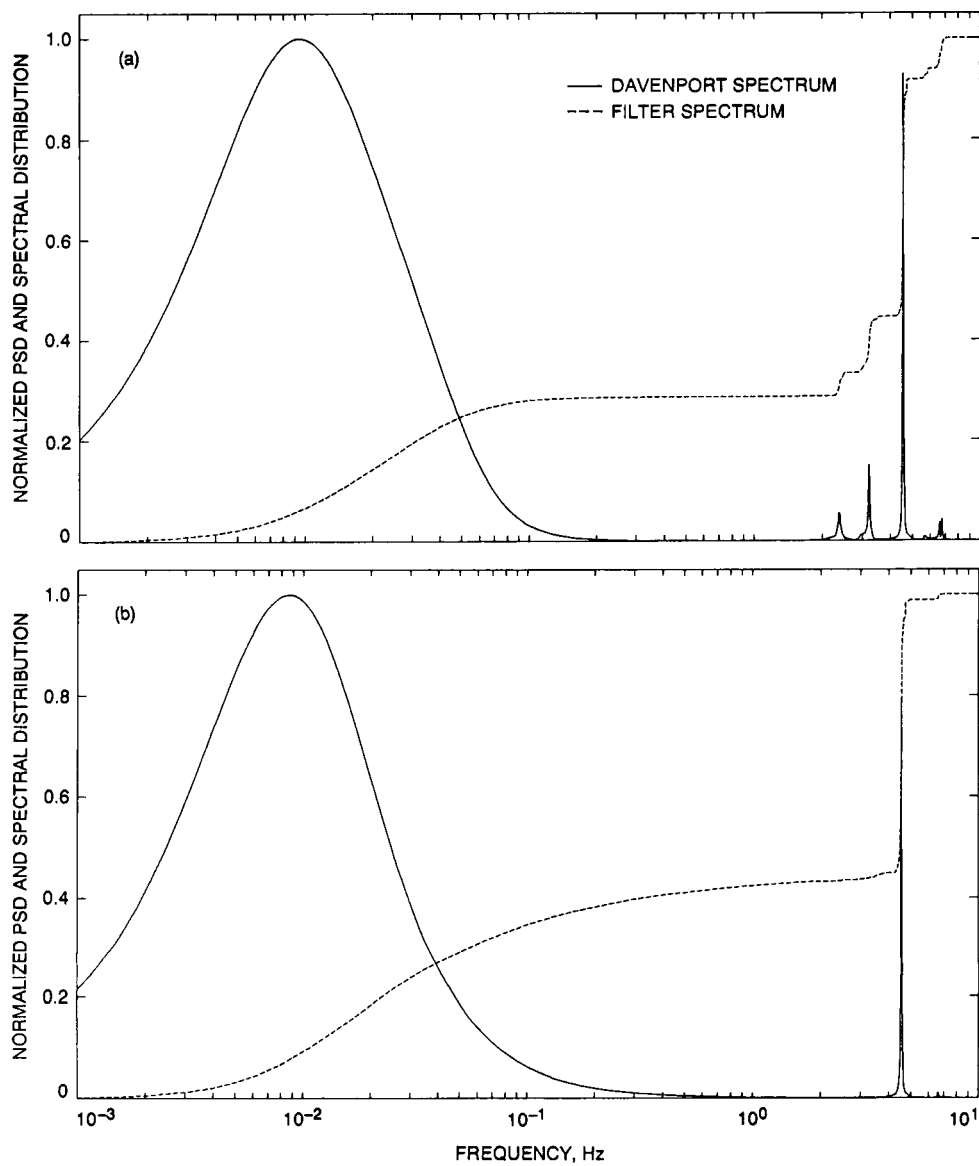 NORMALIZED PSD AND SPECTRAL DISTRIBUTION
1.0
0.8
0.6
0.4
0.2
0
(a)
DAVENPORT SPECTRUM
FILTER SPECTRUM
NORMALIZED PSD AND SPECTRAL DISTRIBUTION
1.0
0.8
0.6
0.4
0.2
0
(b)
10⁻³ 10⁻² 10⁻¹ 10⁰ 10¹
FREQUENCY, Hz